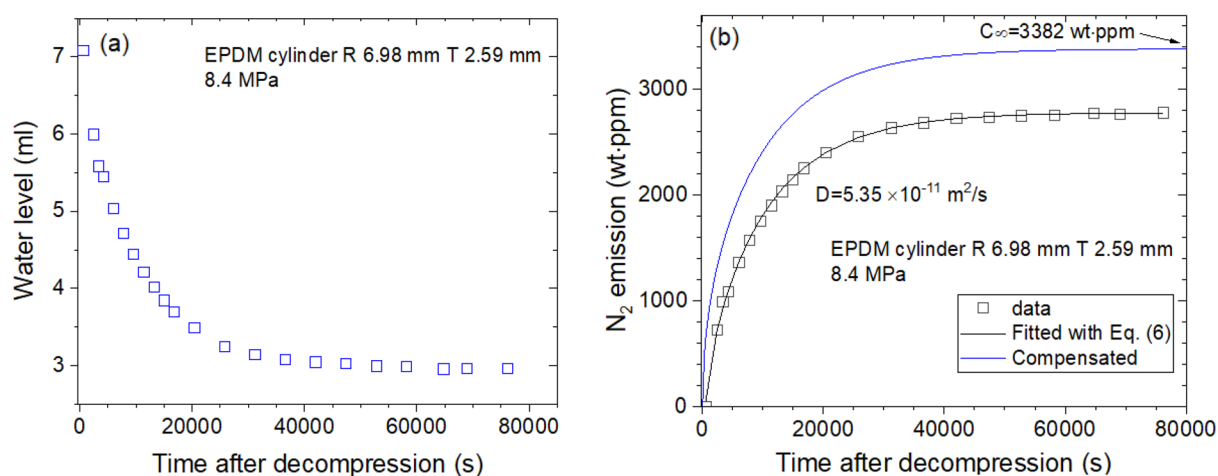 (a)
EPDM cylinder R 6.98 mm T 2.59 mm
8.4 MPa
Water level (ml)
7
6
5
4
3
0
20000
40000
60000
80000
Time after decompression (s)
(b)
C∞=3382 wt·ppm
N₂ emission (wt·ppm)
3000
2000
1000
0
D=5.35 ×10⁻¹¹ m²/s
EPDM cylinder R 6.98 mm T 2.59 mm
8.4 MPa
data
Fitted with Eq. (6)
Compensated
0
20000
40000
60000
80000
Time after decompression (s)